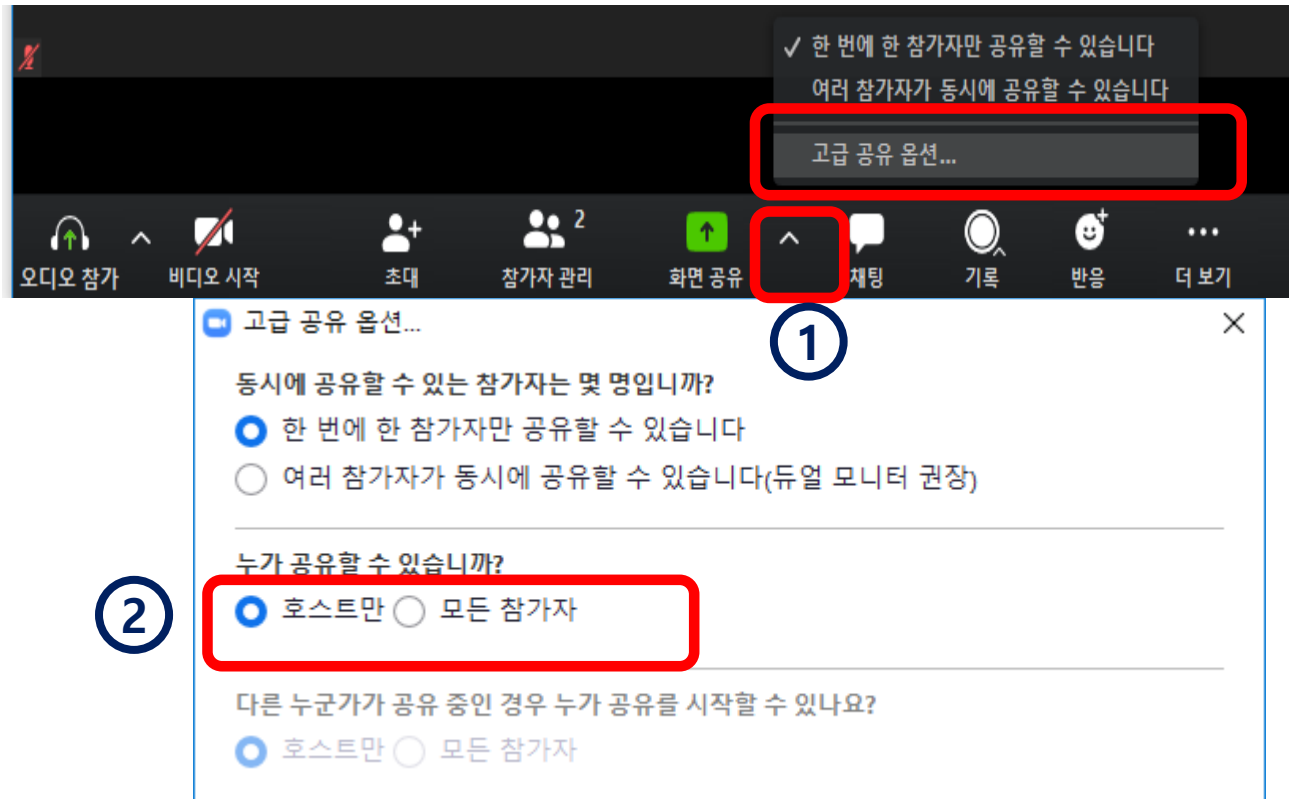 ✓ 한 번에 한 참가자만 공유할 수 있습니다
여러 참가자가 동시에 공유할 수 있습니다
고급 공유 옵션...
2
오디오 참가 비디오 시작 초대 참가자 관리 화면 공유 채팅 기록 반응 더 보기
1
고급 공유 옵션...
동시에 공유할 수 있는 참가자는 몇 명입니까?
한 번에 한 참가자만 공유할 수 있습니다
여러 참가자가 동시에 공유할 수 있습니다(듀얼 모니터 권장)
누가 공유할 수 있습니까?
2
호스트만 모든 참가자
다른 누군가가 공유 중인 경우 누가 공유를 시작할 수 있나요?
호스트만 모든 참가자